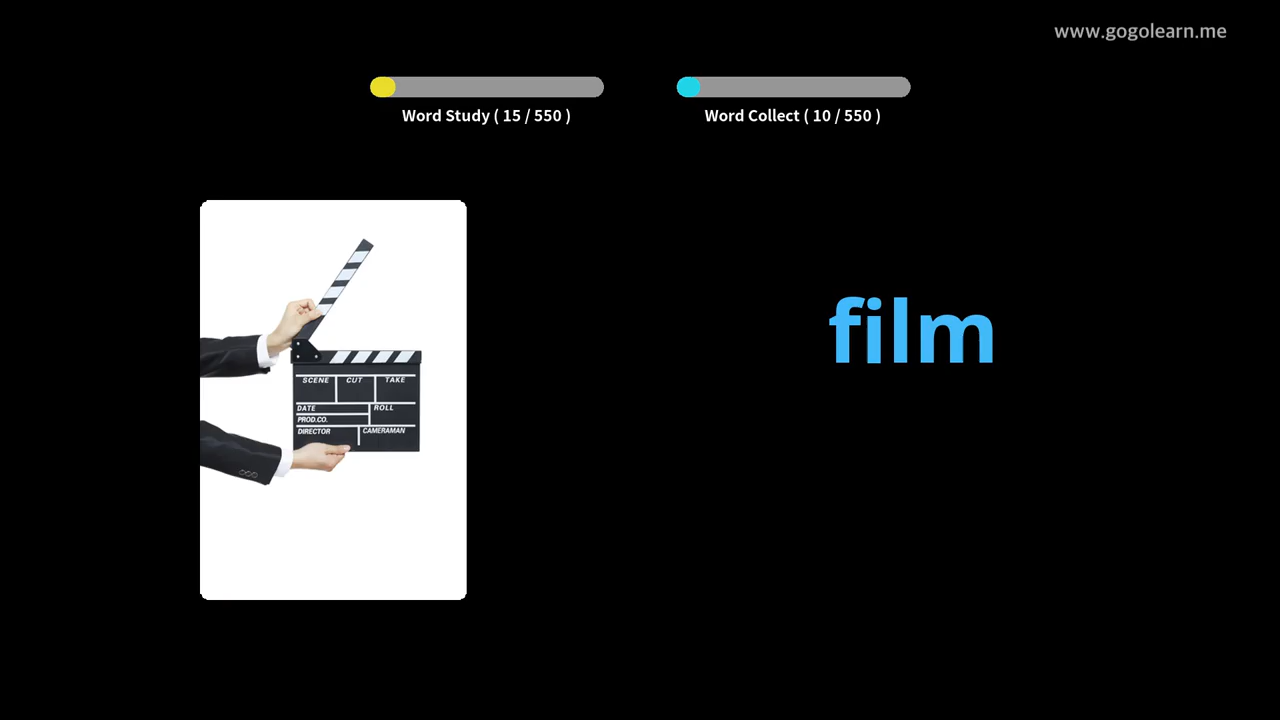 www.gogolearn.me
Word Study ( 15 / 550 )
Word Collect ( 10 / 550 )
film
SCENE CUT TAKE
DATE ROLL
PROD.CO.
DIRECTOR CAMERAMAN